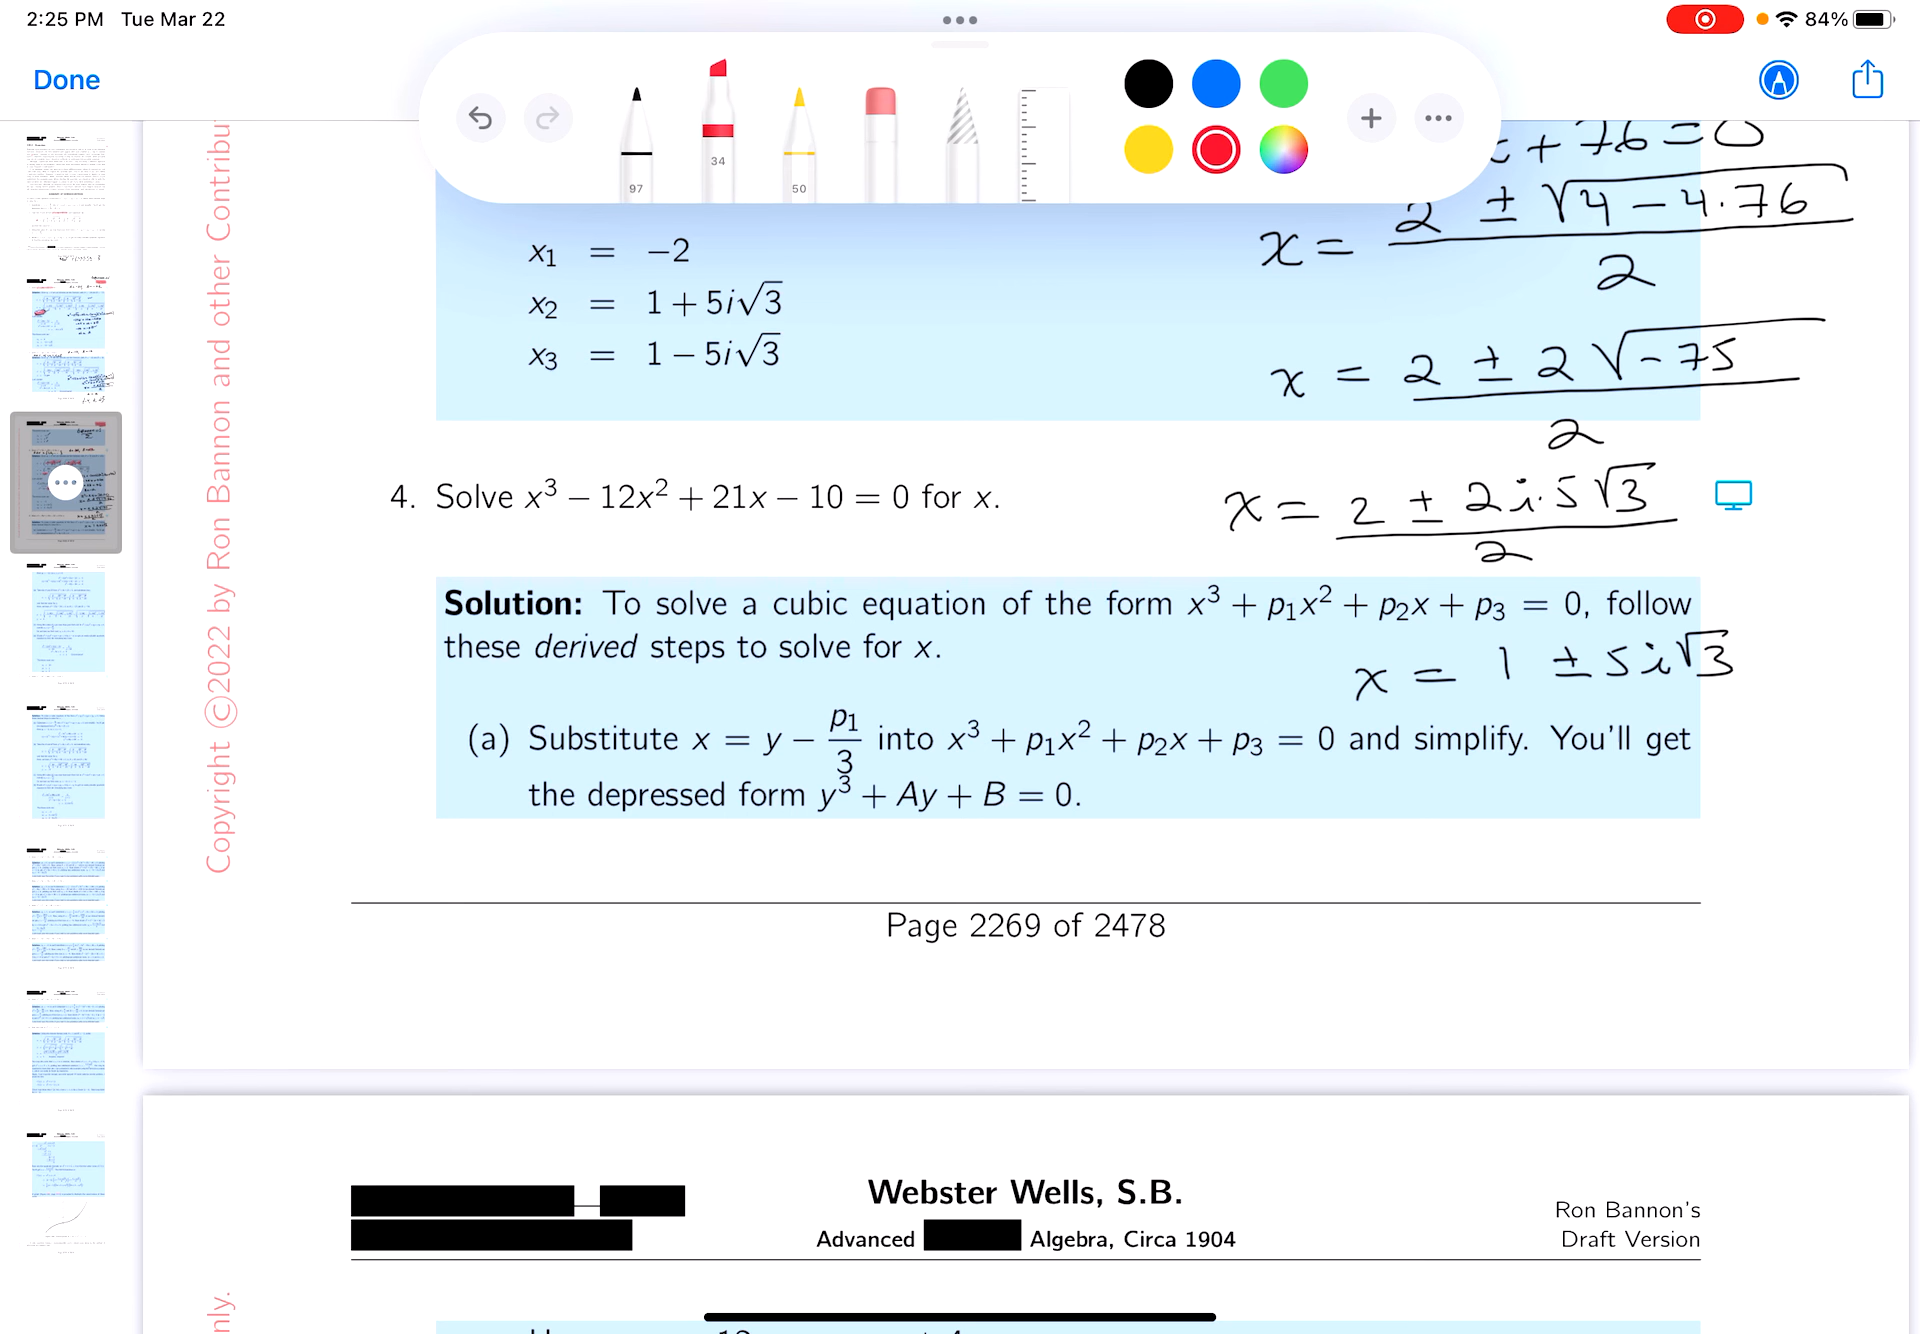 2:25 PM Tue Mar 22
84%
Done
97
34
50
x + 76 = 0
x = 2 ± √4 − 4·76
2
x₁ = −2
x₂ = 1 + 5i√3
x₃ = 1 − 5i√3
x = 2 ± 2√−75
2
4. Solve x³ − 12x² + 21x − 10 = 0 for x.
x = 2 ± 2i·5√3
2
Solution: To solve a cubic equation of the form x³ + p₁x² + p₂x + p₃ = 0, follow
these derived steps to solve for x.
x = 1 ± 5i√3
(a) Substitute x = y − p₁/3 into x³ + p₁x² + p₂x + p₃ = 0 and simplify. You'll get
the depressed form y³ + Ay + B = 0.
Page 2269 of 2478
Copyright ©2022 by Ron Bannon and other Contribu
Webster Wells, S.B.
Advanced Algebra, Circa 1904
Ron Bannon's
Draft Version
nly.